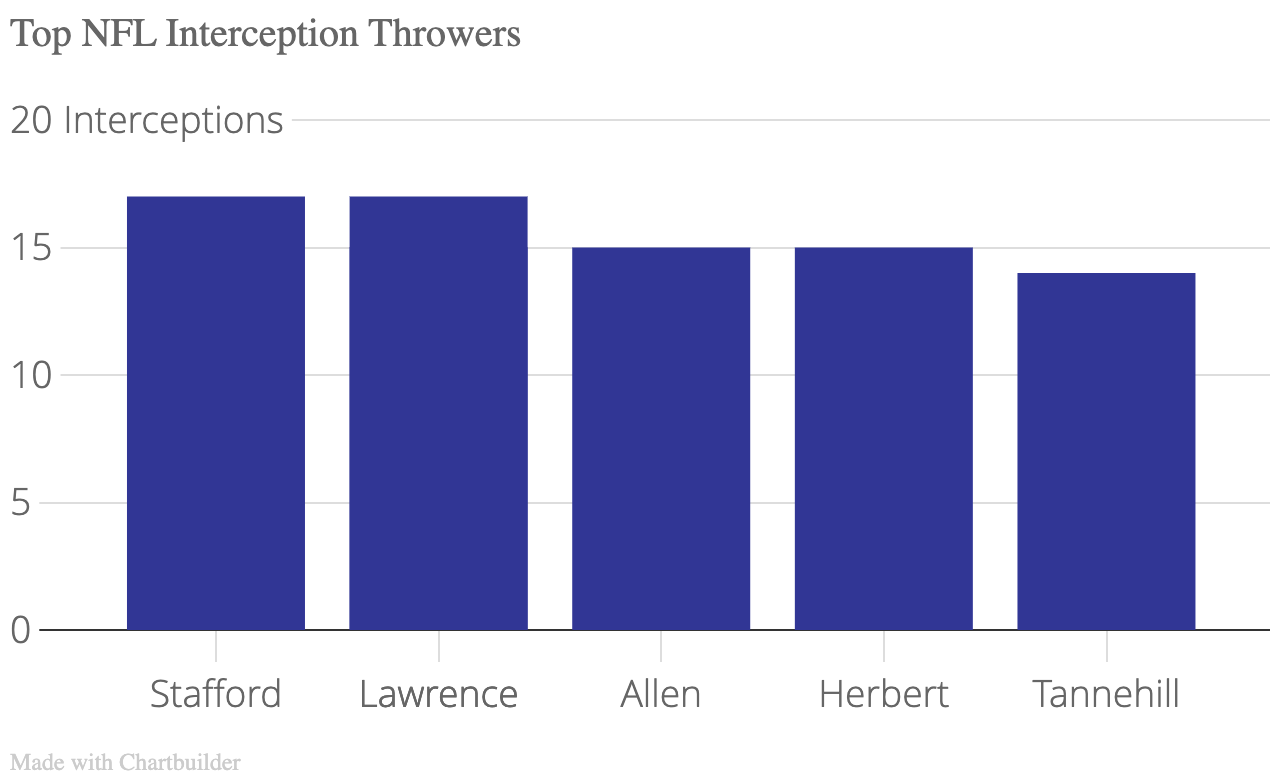 Top NFL Interception Throwers
20 Interceptions
15
10
5
0
Stafford Lawrence Allen Herbert Tannehill
Made with Chartbuilder